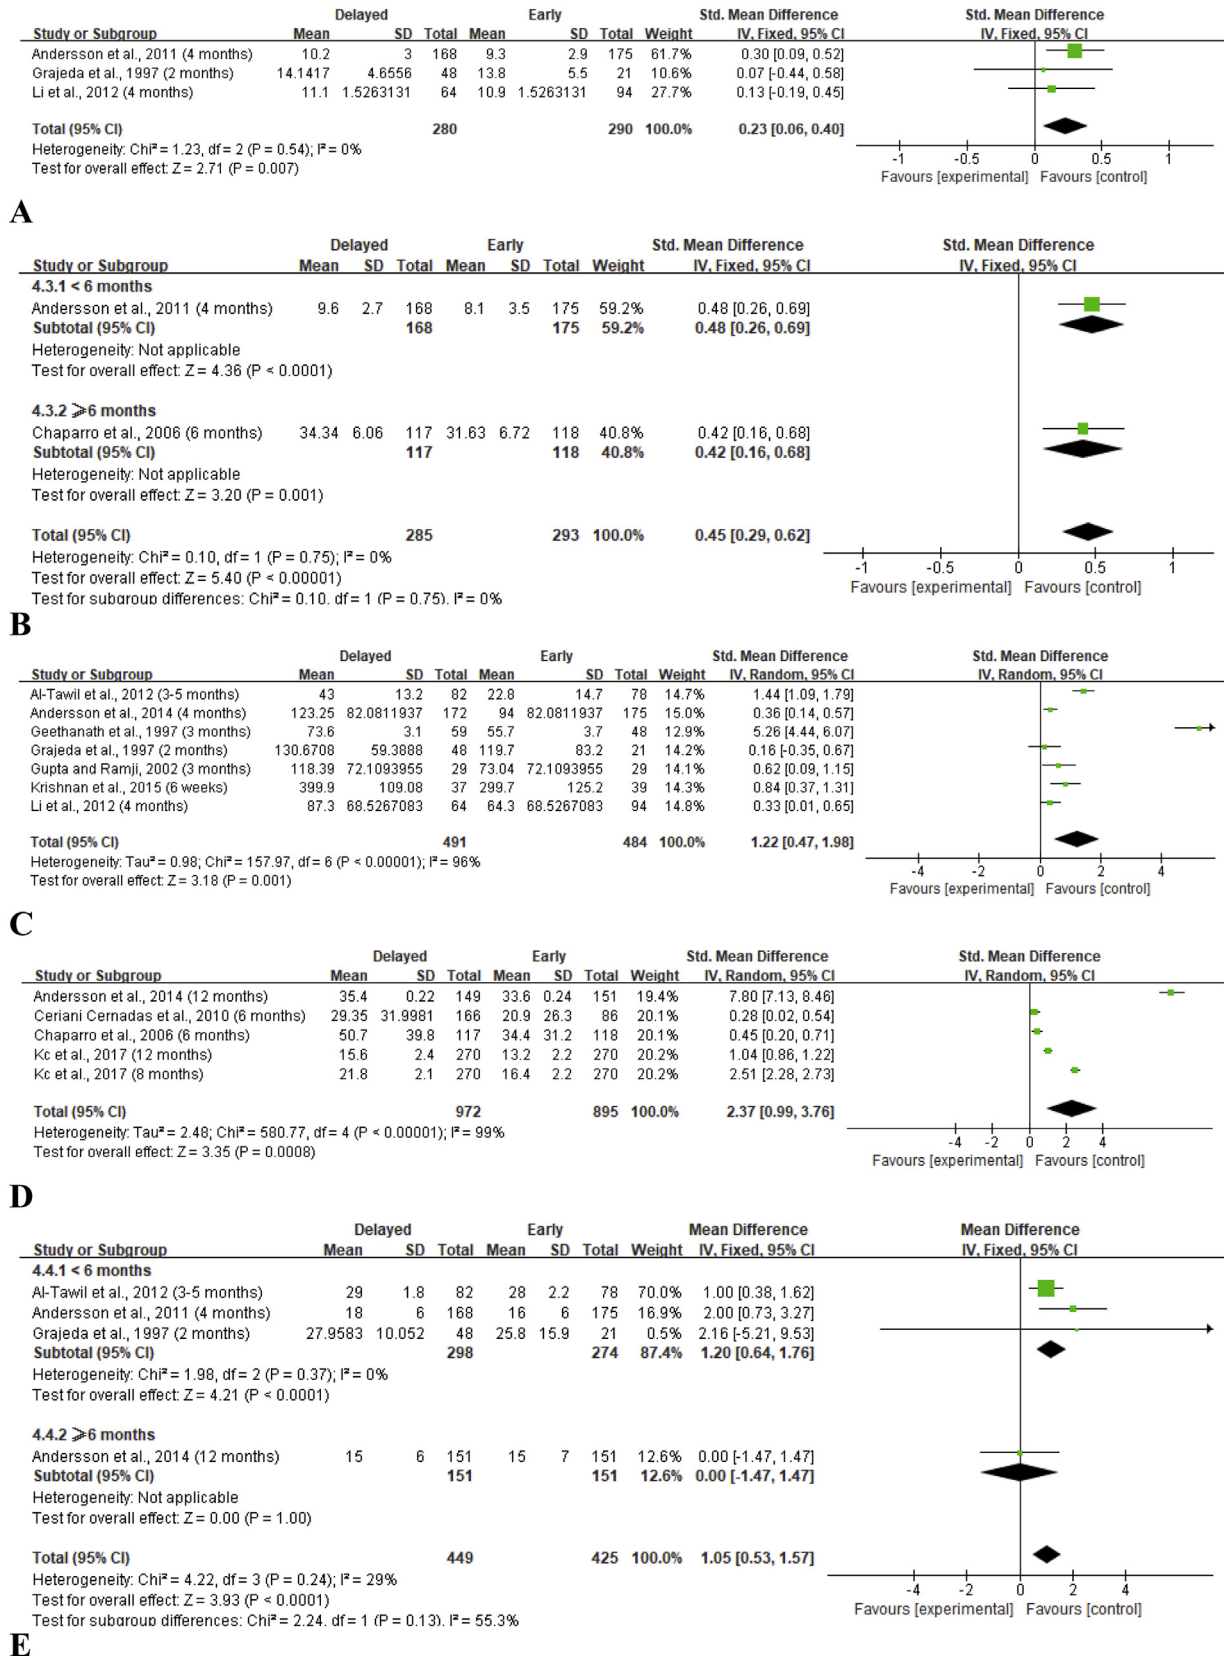 Delayed Early Std. Mean Difference Std. Mean Difference
Study or Subgroup Mean SD Total Mean SD Total Weight IV, Fixed, 95% CI IV, Fixed, 95% CI
Andersson et al., 2011 (4 months) 10.2 3 168 9.3 2.9 175 61.7% 0.30 [0.09, 0.52]
Grajeda et al., 1997 (2 months) 14.1417 4.6556 48 13.8 5.5 21 10.6% 0.07 [-0.44, 0.58]
Li et al., 2012 (4 months) 11.1 1.5263131 64 10.9 1.5263131 94 27.7% 0.13 [-0.19, 0.45]
Total (95% CI) 280 290 100.0% 0.23 [0.06, 0.40]
Heterogeneity: Chi² = 1.23, df = 2 (P = 0.54); I² = 0%
Test for overall effect: Z = 2.71 (P = 0.007)
-1 -0.5 0 0.5 1
Favours [experimental] Favours [control]
A
Delayed Early Std. Mean Difference Std. Mean Difference
Study or Subgroup Mean SD Total Mean SD Total Weight IV, Fixed, 95% CI IV, Fixed, 95% CI
4.3.1 < 6 months
Andersson et al., 2011 (4 months) 9.6 2.7 168 8.1 3.5 175 59.2% 0.48 [0.26, 0.69]
Subtotal (95% CI) 168 175 59.2% 0.48 [0.26, 0.69]
Heterogeneity: Not applicable
Test for overall effect: Z = 4.36 (P < 0.0001)
4.3.2 ⩾6 months
Chaparro et al., 2006 (6 months) 34.34 6.06 117 31.63 6.72 118 40.8% 0.42 [0.16, 0.68]
Subtotal (95% CI) 117 118 40.8% 0.42 [0.16, 0.68]
Heterogeneity: Not applicable
Test for overall effect: Z = 3.20 (P = 0.001)
Total (95% CI) 285 293 100.0% 0.45 [0.29, 0.62]
Heterogeneity: Chi² = 0.10, df = 1 (P = 0.75); I² = 0%
Test for overall effect: Z = 5.40 (P < 0.00001)
Test for subgroup differences: Chi² = 0.10. df = 1 (P = 0.75). I² = 0%
-1 -0.5 0 0.5 1
Favours [experimental] Favours [control]
B
Delayed Early Std. Mean Difference Std. Mean Difference
Study or Subgroup Mean SD Total Mean SD Total Weight IV, Random, 95% CI IV, Random, 95% CI
Al-Tawil et al., 2012 (3-5 months) 43 13.2 82 22.8 14.7 78 14.7% 1.44 [1.09, 1.79]
Andersson et al., 2014 (4 months) 123.25 82.0811937 172 94 82.0811937 175 15.0% 0.36 [0.14, 0.57]
Geethanath et al., 1997 (3 months) 73.6 3.1 59 55.7 3.7 48 12.9% 5.26 [4.44, 6.07]
Grajeda et al., 1997 (2 months) 130.6708 59.3888 48 119.7 83.2 21 14.2% 0.16 [-0.35, 0.67]
Gupta and Ramji, 2002 (3 months) 118.39 72.1093955 29 73.04 72.1093955 29 14.1% 0.62 [0.09, 1.15]
Krishnan et al., 2015 (6 weeks) 399.9 109.08 37 299.7 125.2 39 14.3% 0.84 [0.37, 1.31]
Li et al., 2012 (4 months) 87.3 68.5267083 64 64.3 68.5267083 94 14.8% 0.33 [0.01, 0.65]
Total (95% CI) 491 484 100.0% 1.22 [0.47, 1.98]
Heterogeneity: Tau² = 0.98; Chi² = 157.97, df = 6 (P < 0.00001); I² = 96%
Test for overall effect: Z = 3.18 (P = 0.001)
-4 -2 0 2 4
Favours [experimental] Favours [control]
C
Delayed Early Std. Mean Difference Std. Mean Difference
Study or Subgroup Mean SD Total Mean SD Total Weight IV, Random, 95% CI IV, Random, 95% CI
Andersson et al., 2014 (12 months) 35.4 0.22 149 33.6 0.24 151 19.4% 7.80 [7.13, 8.46]
Ceriani Cernadas et al., 2010 (6 months) 29.35 31.9981 166 20.9 26.3 86 20.1% 0.28 [0.02, 0.54]
Chaparro et al., 2006 (6 months) 50.7 39.8 117 34.4 31.2 118 20.1% 0.45 [0.20, 0.71]
Kc et al., 2017 (12 months) 15.6 2.4 270 13.2 2.2 270 20.2% 1.04 [0.86, 1.22]
Kc et al., 2017 (8 months) 21.8 2.1 270 16.4 2.2 270 20.2% 2.51 [2.28, 2.73]
Total (95% CI) 972 895 100.0% 2.37 [0.99, 3.76]
Heterogeneity: Tau² = 2.48; Chi² = 580.77, df = 4 (P < 0.00001); I² = 99%
Test for overall effect: Z = 3.35 (P = 0.0008)
-4 -2 0 2 4
Favours [experimental] Favours [control]
D
Delayed Early Mean Difference Mean Difference
Study or Subgroup Mean SD Total Mean SD Total Weight IV, Fixed, 95% CI IV, Fixed, 95% CI
4.4.1 < 6 months
Al-Tawil et al., 2012 (3-5 months) 29 1.8 82 28 2.2 78 70.0% 1.00 [0.38, 1.62]
Andersson et al., 2011 (4 months) 18 6 168 16 6 175 16.9% 2.00 [0.73, 3.27]
Grajeda et al., 1997 (2 months) 27.9583 10.052 48 25.8 15.9 21 0.5% 2.16 [-5.21, 9.53]
Subtotal (95% CI) 298 274 87.4% 1.20 [0.64, 1.76]
Heterogeneity: Chi² = 1.98, df = 2 (P = 0.37); I² = 0%
Test for overall effect: Z = 4.21 (P < 0.0001)
4.4.2 ⩾6 months
Andersson et al., 2014 (12 months) 15 6 151 15 7 151 12.6% 0.00 [-1.47, 1.47]
Subtotal (95% CI) 151 151 12.6% 0.00 [-1.47, 1.47]
Heterogeneity: Not applicable
Test for overall effect: Z = 0.00 (P = 1.00)
Total (95% CI) 449 425 100.0% 1.05 [0.53, 1.57]
Heterogeneity: Chi² = 4.22, df = 3 (P = 0.24); I² = 29%
Test for overall effect: Z = 3.93 (P < 0.0001)
Test for subgroup differences: Chi² = 2.24. df = 1 (P = 0.13). I² = 55.3%
-4 -2 0 2 4
Favours [experimental] Favours [control]
E